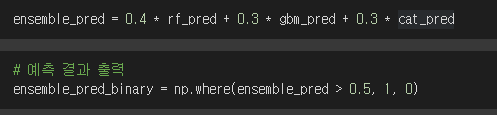 ensemble_pred = 0.4 * rf_pred + 0.3 * gbm_pred + 0.3 * cat_pred
# 예측 결과 출력
ensemble_pred_binary = np.where(ensemble_pred > 0.5, 1, 0)